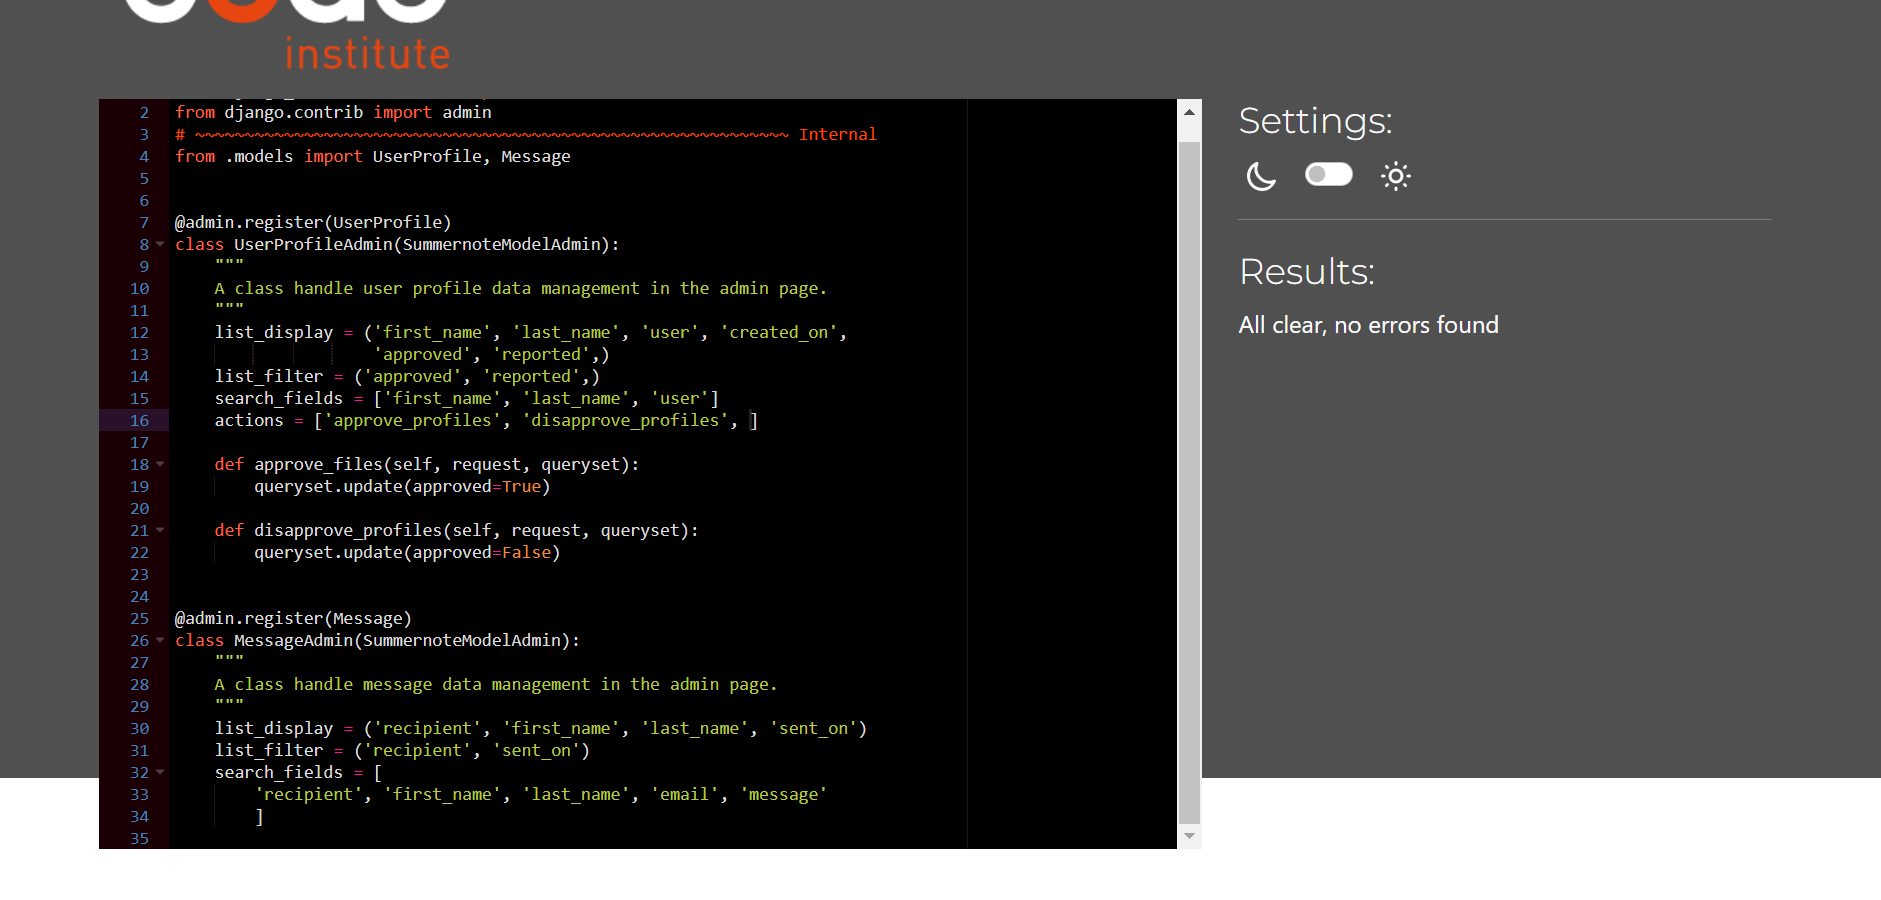 institute
2 from django.contrib import admin
3 # ~~~~~~~~~~~~~~~~~~~~~~~~~~~~~~~~~~~~~~~~~~~~~~~~~~~~~~~~~~~~ Internal
4 from .models import UserProfile, Message
5
6
7 @admin.register(UserProfile)
8 class UserProfileAdmin(SummernoteModelAdmin):
9     """
10     A class handle user profile data management in the admin page.
11     """
12     list_display = ('first_name', 'last_name', 'user', 'created_on',
13                     'approved', 'reported',)
14     list_filter = ('approved', 'reported',)
15     search_fields = ['first_name', 'last_name', 'user']
16     actions = ['approve_profiles', 'disapprove_profiles', ]
17
18     def approve_files(self, request, queryset):
19         queryset.update(approved=True)
20
21     def disapprove_profiles(self, request, queryset):
22         queryset.update(approved=False)
23
24
25 @admin.register(Message)
26 class MessageAdmin(SummernoteModelAdmin):
27     """
28     A class handle message data management in the admin page.
29     """
30     list_display = ('recipient', 'first_name', 'last_name', 'sent_on')
31     list_filter = ('recipient', 'sent_on')
32     search_fields = [
33         'recipient', 'first_name', 'last_name', 'email', 'message'
34         ]
35
Settings:
Results:
All clear, no errors found